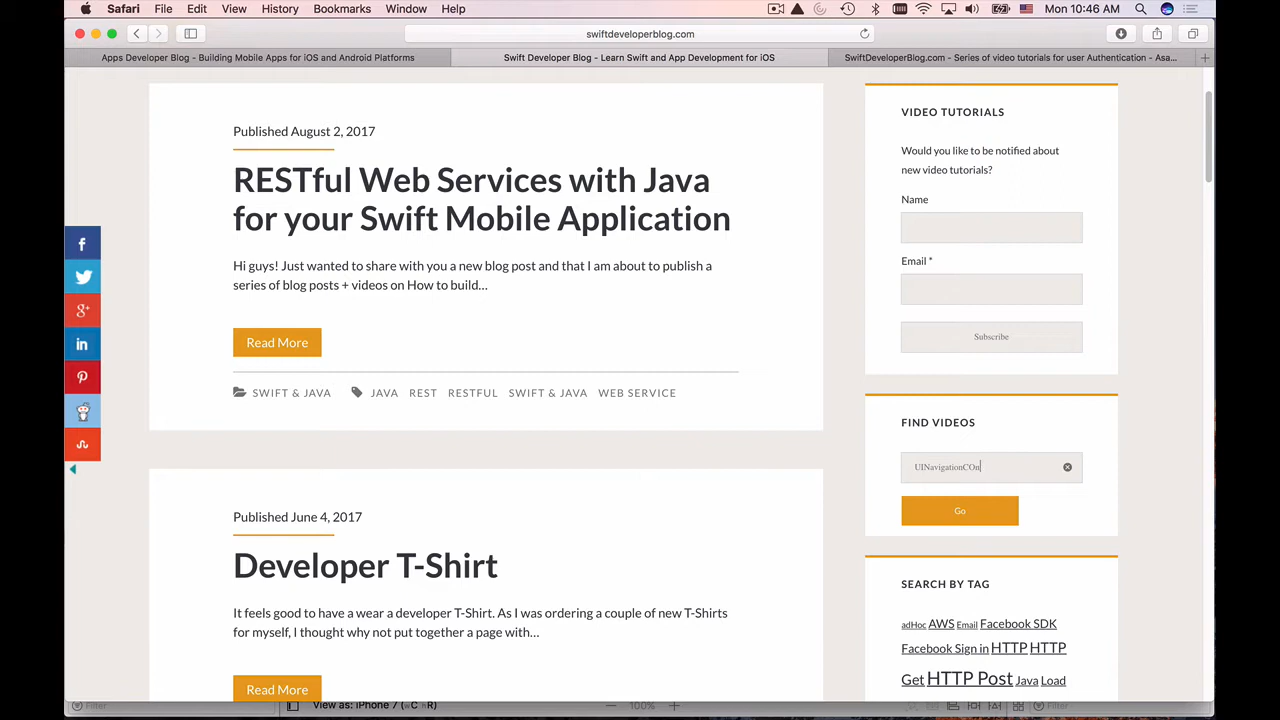 Safari File Edit View History Bookmarks Window Help Mon 10:46 AM
swiftdeveloperblog.com
Apps Developer Blog - Building Mobile Apps for iOS and Android Platforms
Swift Developer Blog - Learn Swift and App Development for iOS
SwiftDeveloperBlog.com - Series of video tutorials for user Authentication - Asa...
Published August 2, 2017
RESTful Web Services with Java
for your Swift Mobile Application
Hi guys! Just wanted to share with you a new blog post and that I am about to publish a
series of blog posts + videos on How to build...
Read More
SWIFT & JAVA JAVA REST RESTFUL SWIFT & JAVA WEB SERVICE
Published June 4, 2017
Developer T-Shirt
It feels good to have a wear a developer T-Shirt. As I was ordering a couple of new T-Shirts
for myself, I thought why not put together a page with...
Read More
VIDEO TUTORIALS
Would you like to be notified about
new video tutorials?
Name
Email *
Subscribe
FIND VIDEOS
UINavigationCOn
Go
SEARCH BY TAG
adHoc AWS Email Facebook SDK
Facebook Sign in HTTP HTTP
Get HTTP Post Java Load
Filter View as: iPhone 7 (wC hR) 100% Filter